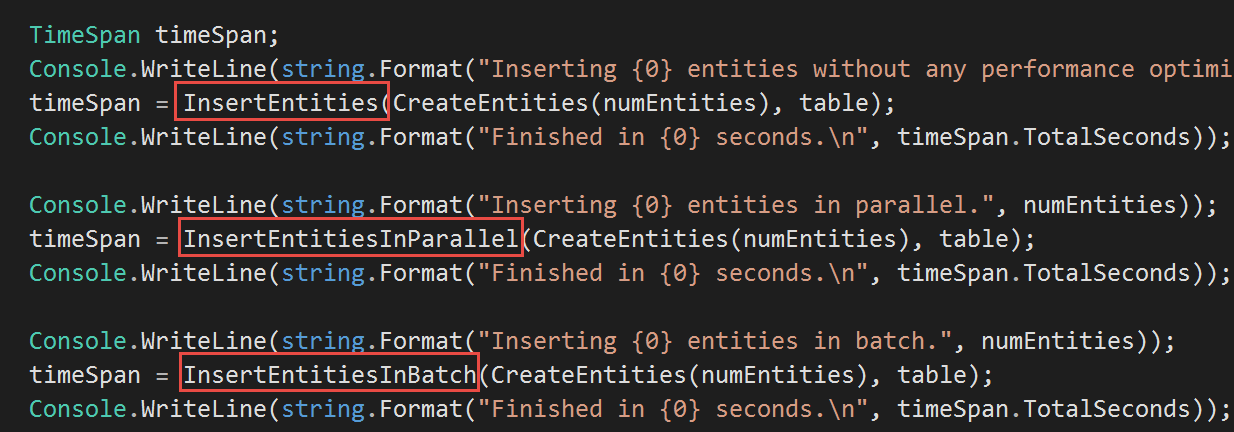 TimeSpan timeSpan;
Console.WriteLine(string.Format("Inserting {0} entities without any performance optimi
timeSpan = InsertEntities(CreateEntities(numEntities), table);
Console.WriteLine(string.Format("Finished in {0} seconds.\n", timeSpan.TotalSeconds));
Console.WriteLine(string.Format("Inserting {0} entities in parallel.", numEntities));
timeSpan = InsertEntitiesInParallel(CreateEntities(numEntities), table);
Console.WriteLine(string.Format("Finished in {0} seconds.\n", timeSpan.TotalSeconds));
Console.WriteLine(string.Format("Inserting {0} entities in batch.", numEntities));
timeSpan = InsertEntitiesInBatch(CreateEntities(numEntities), table);
Console.WriteLine(string.Format("Finished in {0} seconds.\n", timeSpan.TotalSeconds));